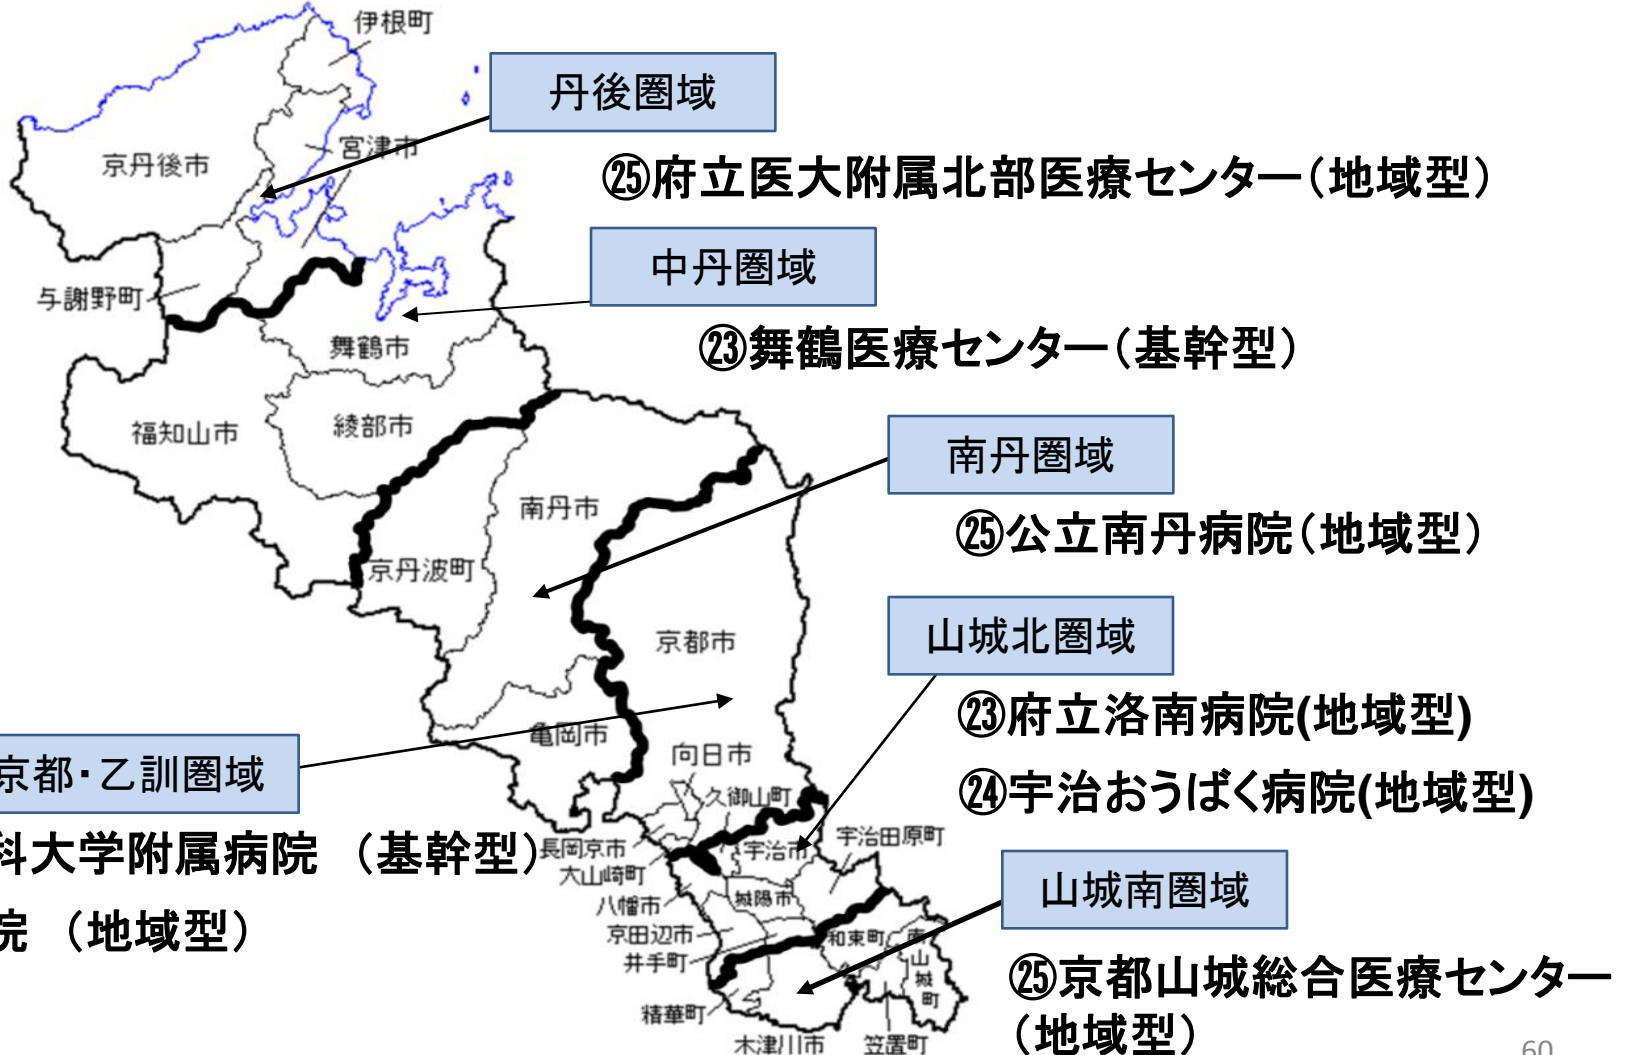 伊根町
丹後圏域
宮津市
京丹後市
㉕府立医大附属北部医療センター（地域型）
中丹圏域
与謝野町
㉓舞鶴医療センター（基幹型）
舞鶴市
綾部市
福知山市
南丹圏域
南丹市
㉕公立南丹病院（地域型）
京丹波町
山城北圏域
京都市
㉓府立洛南病院(地域型)
亀岡市
京都・乙訓圏域
向日市
㉔宇治おうばく病院(地域型)
久御山町
科大学附属病院 （基幹型）
長岡京市
宇治市
宇治田原町
大山崎町
院 （地域型）
八幡市
城陽市
山城南圏域
京田辺市
和束町
南山城町
井手町
㉕京都山城総合医療センター
（地域型）
精華町
木津川市
笠置町
60